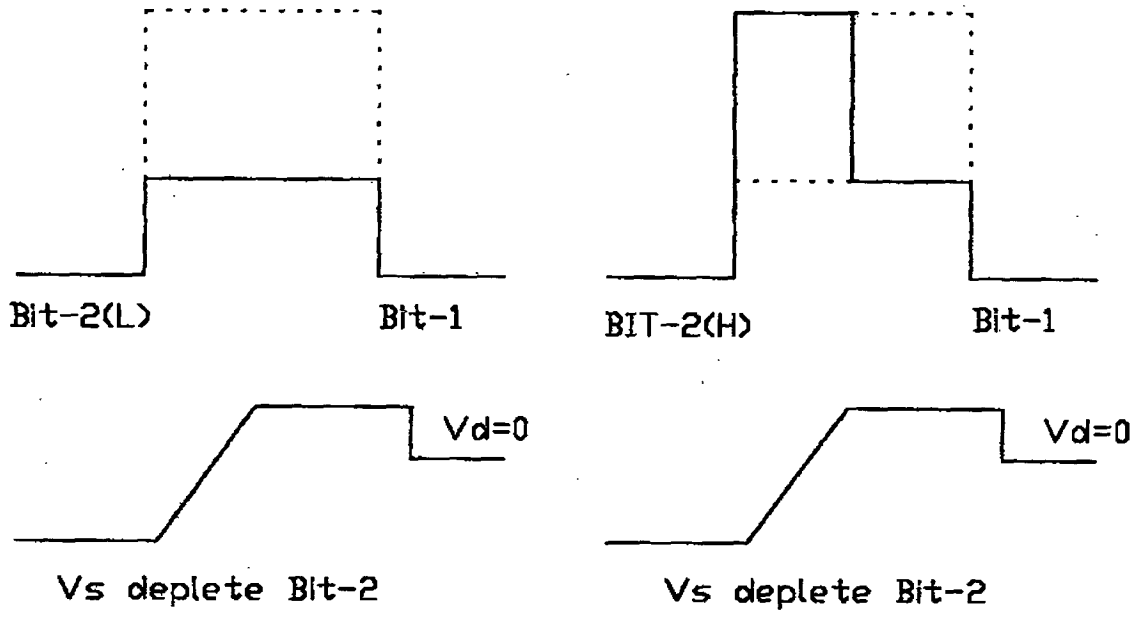 Bit-2(L) Bit-1
BIT-2(H) Bit-1
Vd=0
Vd=0
Vs deplete Bit-2
Vs deplete Bit-2